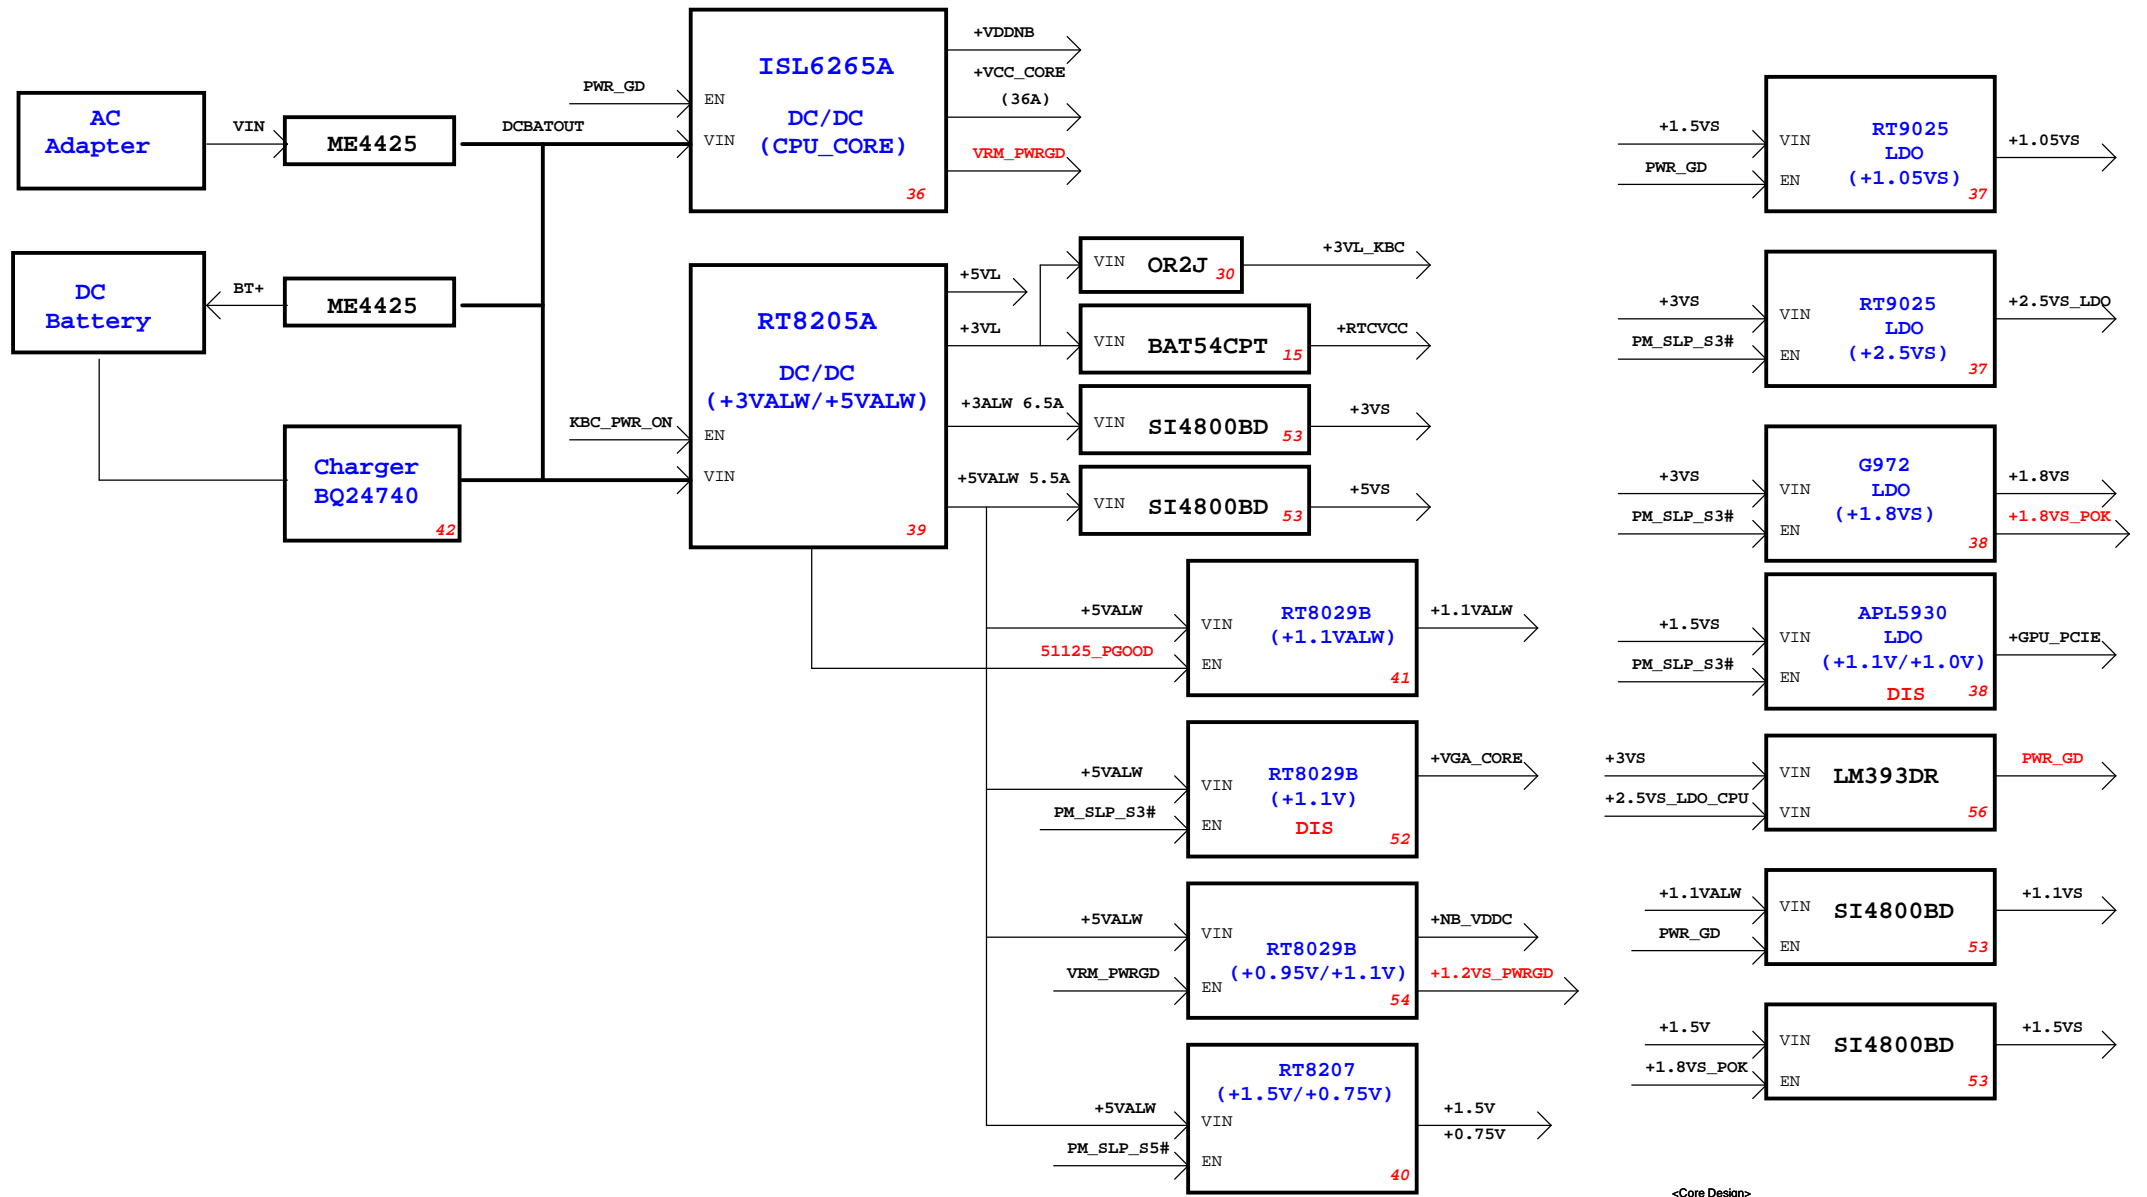 AC
Adapter
VIN
ME4425
DCBATOUT
PWR_GD
EN
VIN
ISL6265A
DC/DC
(CPU_CORE)
36
+VDDNB
+VCC_CORE
(36A)
VRM_PWRGD
DC
Battery
BT+
ME4425
Charger
BQ24740
42
KBC_PWR_ON
EN
VIN
RT8205A
DC/DC
(+3VALW/+5VALW)
39
+5VL
+3VL
+3ALW 6.5A
+5VALW 5.5A
VIN
OR2J
30
+3VL_KBC
VIN
BAT54CPT
15
+RTCVCC
VIN
SI4800BD
53
+3VS
VIN
SI4800BD
53
+5VS
+5VALW
51125_PGOOD
VIN
EN
RT8029B
(+1.1VALW)
41
+1.1VALW
+5VALW
PM_SLP_S3#
VIN
EN
RT8029B
(+1.1V)
DIS
52
+VGA_CORE
+5VALW
VRM_PWRGD
VIN
EN
RT8029B
(+0.95V/+1.1V)
54
+NB_VDDC
+1.2VS_PWRGD
+5VALW
PM_SLP_S5#
VIN
EN
RT8207
(+1.5V/+0.75V)
40
+1.5V
+0.75V
+1.5VS
PWR_GD
VIN
EN
RT9025
LDO
(+1.05VS)
37
+1.05VS
+3VS
PM_SLP_S3#
VIN
EN
RT9025
LDO
(+2.5VS)
37
+2.5VS_LDO
+3VS
PM_SLP_S3#
VIN
EN
G972
LDO
(+1.8VS)
38
+1.8VS
+1.8VS_POK
+1.5VS
PM_SLP_S3#
VIN
EN
APL5930
LDO
(+1.1V/+1.0V)
DIS
38
+GPU_PCIE
+3VS
+2.5VS_LDO_CPU
VIN
VIN
LM393DR
56
PWR_GD
+1.1VALW
PWR_GD
VIN
EN
SI4800BD
53
+1.1VS
+1.5V
+1.8VS_POK
VIN
EN
SI4800BD
53
+1.5VS
<Core Design>